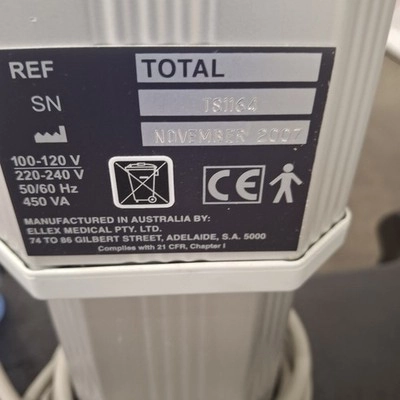 REF TOTAL
SN TS1164
NOVEMBER 2007
100-120 V
220-240 V
50/60 Hz
450 VA
CE
MANUFACTURED IN AUSTRALIA BY:
ELLEX MEDICAL PTY. LTD.
74 TO 86 GILBERT STREET, ADELAIDE, S.A. 5000
Complies with 21 CFR, Chapter I